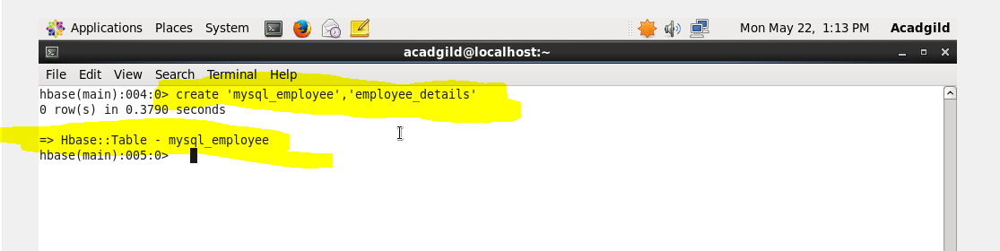 Applications Places System Mon May 22, 1:13 PM Acadgild
acadgild@localhost:~
File Edit View Search Terminal Help
hbase(main):004:0> create 'mysql_employee','employee_details'
0 row(s) in 0.3790 seconds
=> Hbase::Table - mysql_employee
hbase(main):005:0>